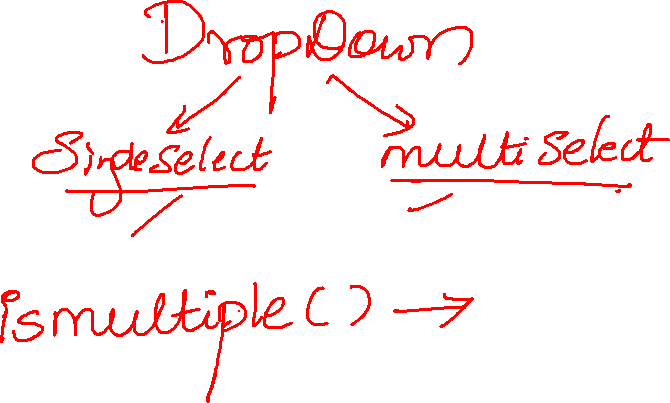 DropDown
Singleselect multiselect
ismultiple() →